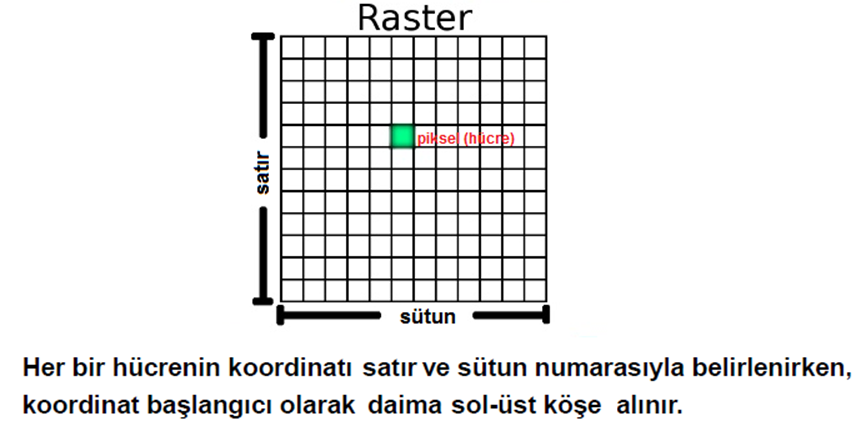 Raster
piksel (hücre)
satır
sütun
Her bir hücrenin koordinatı satır ve sütun numarasıyla belirlenirken,
koordinat başlangıcı olarak daima sol-üst köşe alınır.